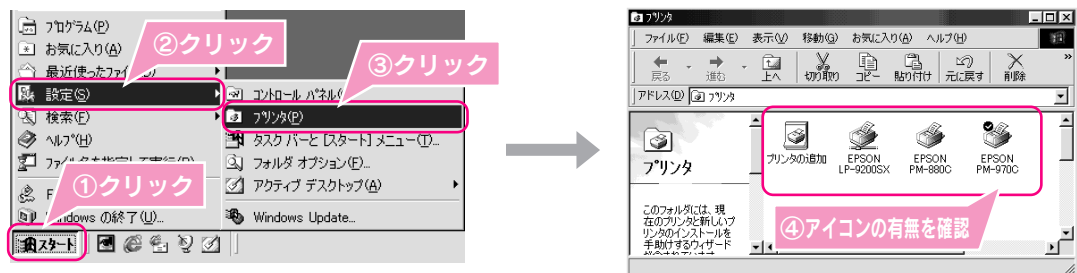 プログラム(P)
お気に入り(A)
②クリック
最近使ったファイル(D)
③クリック
設定(S)
コントロール パネル(
検索(F)
プリンタ(P)
ヘルプ(H)
タスク バーと [スタート] メニュー(T)...
フォルダ オプション(F)...
①クリック
アクティブ デスクトップ(A)
Windows の終了(U)...
Windows Update...
スタート
プリンタ
ファイル(F) 編集(E) 表示(V) 移動(G) お気に入り(A) ヘルプ(H)
戻る 進む 上へ 切り取り コピー 貼り付け 元に戻す 削除
アドレス(D) プリンタ
プリンタ
プリンタの追加
EPSON LP-9200SX
EPSON PM-880C
EPSON PM-970C
このフォルダには、現
在のプリンタと新しいプ
リンタのインストールを
手助けするウィザード
④アイコンの有無を確認